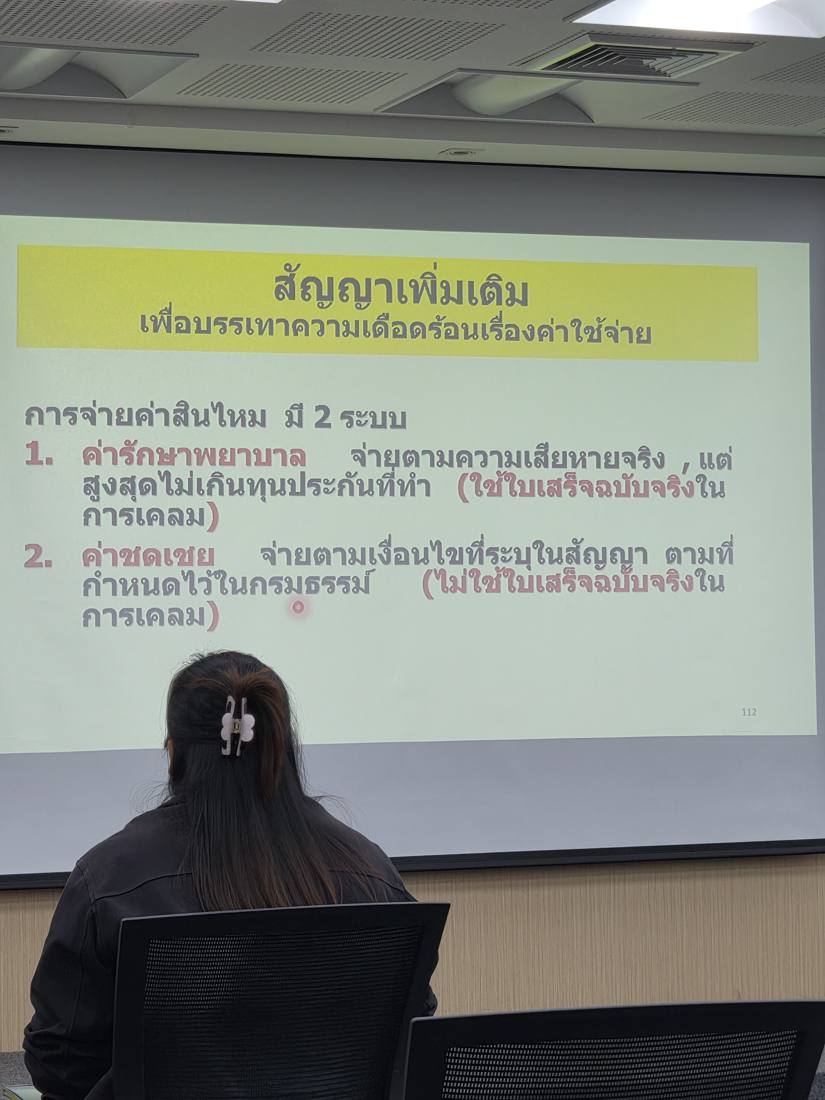 สัญญาเพิ่มเติม
เพื่อบรรเทาความเดือดร้อนเรื่องค่าใช้จ่าย
การจ่ายค่าสินไหม มี 2 ระบบ
1. ค่ารักษาพยาบาล จ่ายตามความเสียหายจริง , แต่
สูงสุดไม่เกินทุนประกันที่ทำ (ใช้ใบเสร็จฉบับจริงใน
การเคลม)
2. ค่าชดเชย จ่ายตามเงื่อนไขที่ระบุในสัญญา ตามที่
กำหนดไว้ในกรมธรรม์ (ไม่ใช้ใบเสร็จฉบับจริงใน
การเคลม)
112